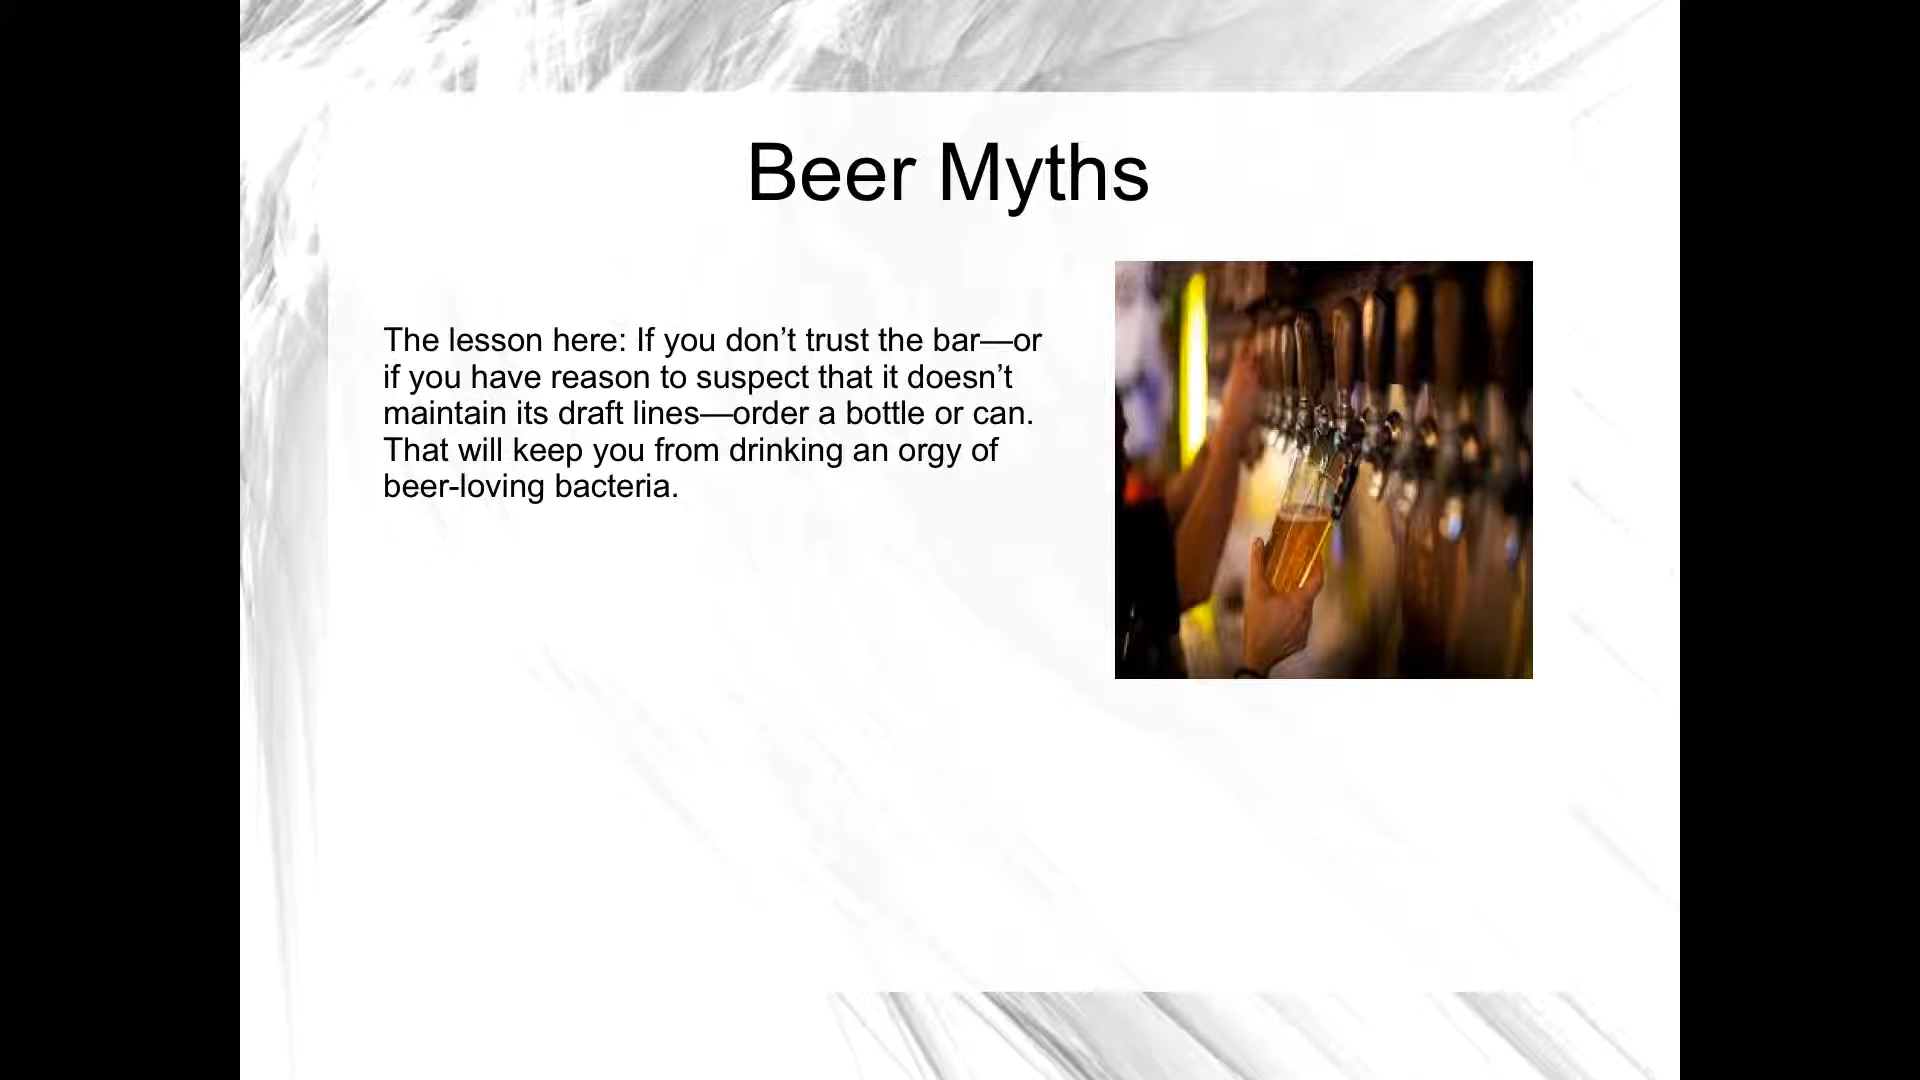 Beer Myths
The lesson here: If you don’t trust the bar—or
if you have reason to suspect that it doesn’t
maintain its draft lines—order a bottle or can.
That will keep you from drinking an orgy of
beer-loving bacteria.